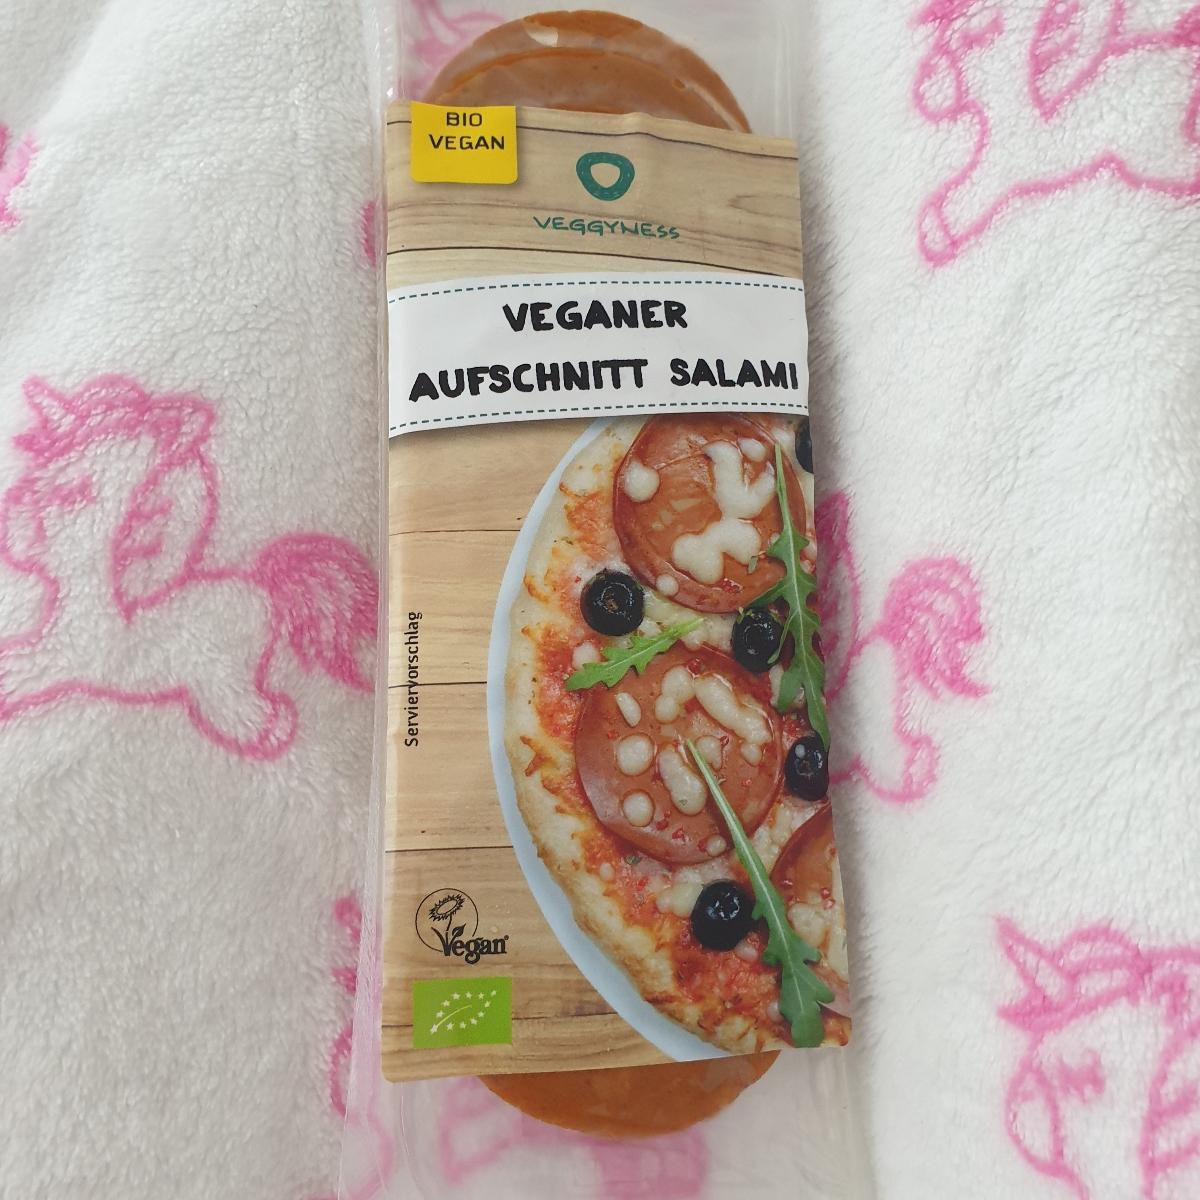 BIO
VEGAN
VEGGYNESS
VEGANER
AUFSCHNITT SALAMI
Serviervorschlag
Vegan